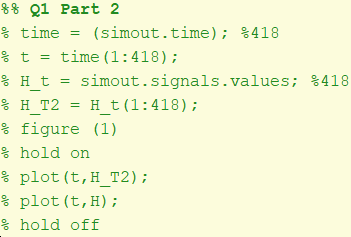 %% Q1 Part 2
% time = (simout.time); %418
% t = time(1:418);
% H_t = simout.signals.values; %418
% H_T2 = H_t(1:418);
% figure (1)
% hold on
% plot(t,H_T2);
% plot(t,H);
% hold off